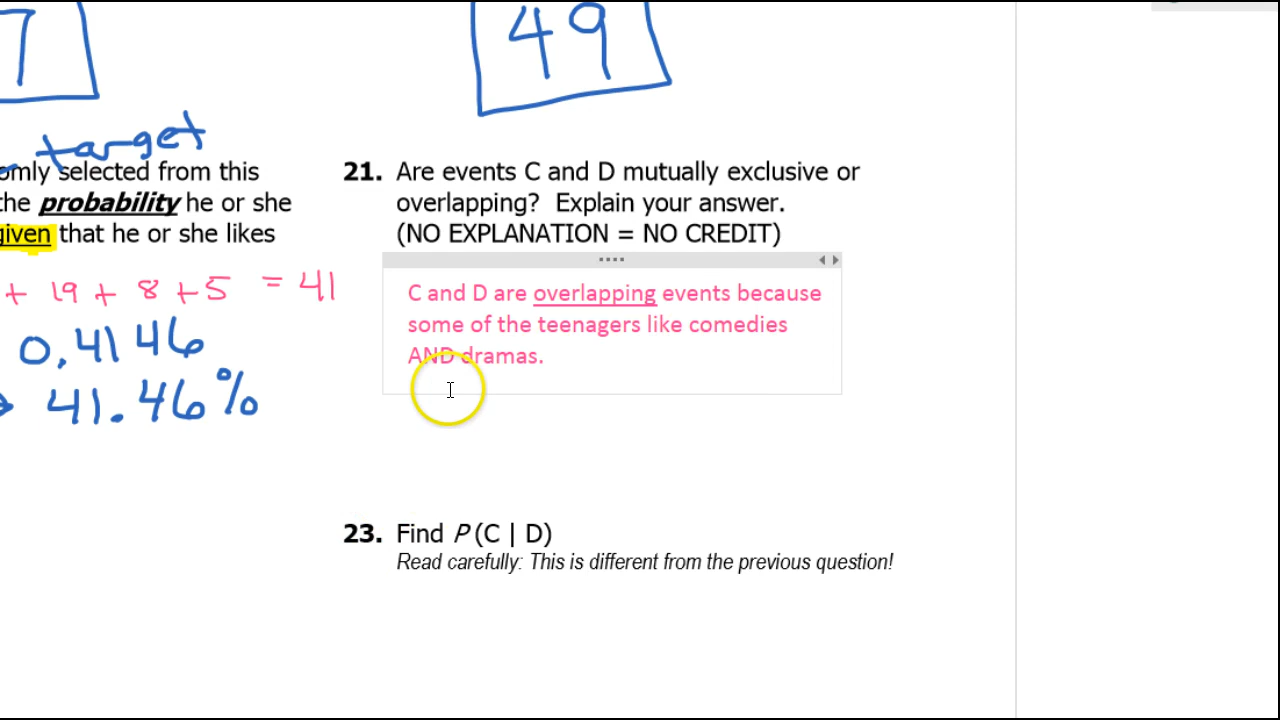 7
49
target
omly selected from this
the probability he or she
given that he or she likes
+ 19 + 8 + 5 = 41
0.4146
41.46%
21. Are events C and D mutually exclusive or
overlapping? Explain your answer.
(NO EXPLANATION = NO CREDIT)
C and D are overlapping events because
some of the teenagers like comedies
AND dramas.
23. Find P(C | D)
Read carefully: This is different from the previous question!